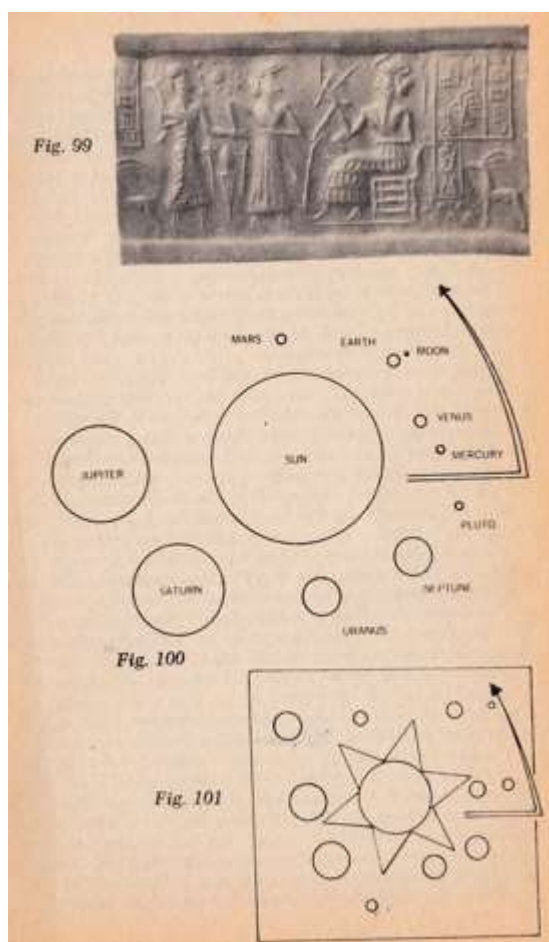 Fig. 99
MARS
EARTH
MOON
VENUS
MERCURY
SUN
JUPITER
PLUTO
NEPTUNE
SATURN
URANUS
Fig. 100
Fig. 101